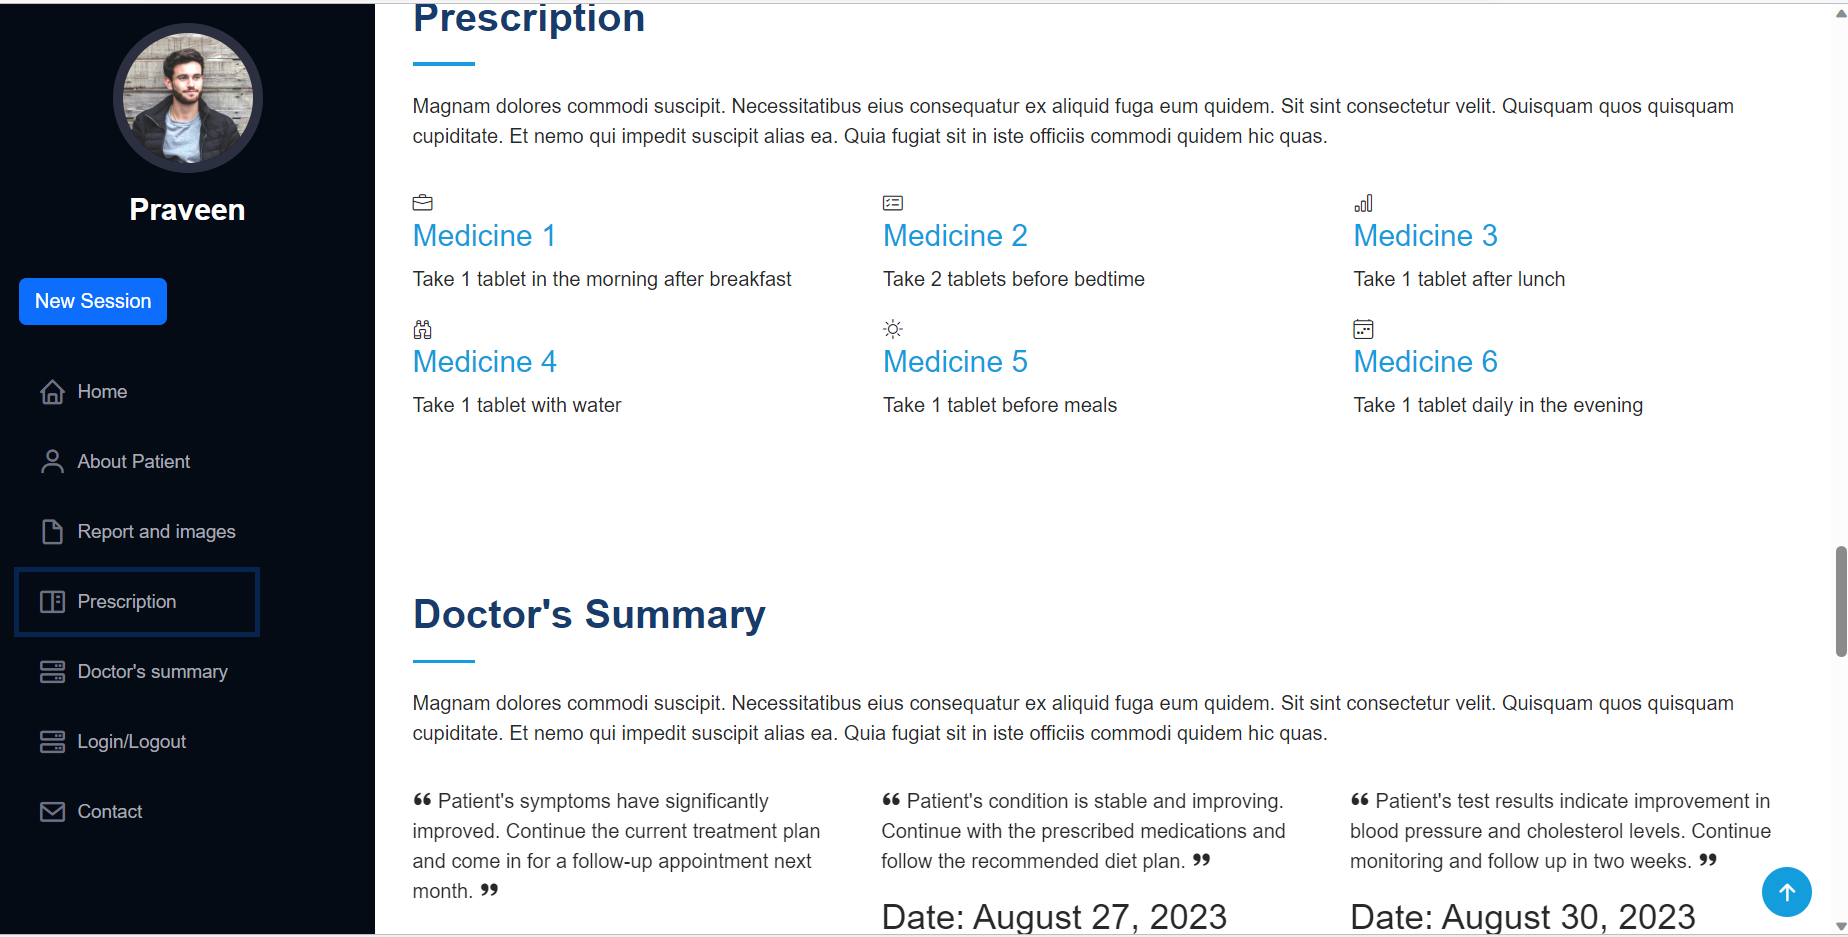 Praveen
New Session
Home
About Patient
Report and images
Prescription
Doctor's summary
Login/Logout
Contact
Prescription
Magnam dolores commodi suscipit. Necessitatibus eius consequatur ex aliquid fuga eum quidem. Sit sint consectetur velit. Quisquam quos quisquam
cupiditate. Et nemo qui impedit suscipit alias ea. Quia fugiat sit in iste officiis commodi quidem hic quas.
Medicine 1
Take 1 tablet in the morning after breakfast
Medicine 2
Take 2 tablets before bedtime
Medicine 3
Take 1 tablet after lunch
Medicine 4
Take 1 tablet with water
Medicine 5
Take 1 tablet before meals
Medicine 6
Take 1 tablet daily in the evening
Doctor's Summary
Magnam dolores commodi suscipit. Necessitatibus eius consequatur ex aliquid fuga eum quidem. Sit sint consectetur velit. Quisquam quos quisquam
cupiditate. Et nemo qui impedit suscipit alias ea. Quia fugiat sit in iste officiis commodi quidem hic quas.
“ Patient's symptoms have significantly
improved. Continue the current treatment plan
and come in for a follow-up appointment next
month. ”
“ Patient's condition is stable and improving.
Continue with the prescribed medications and
follow the recommended diet plan. ”
Date: August 27, 2023
“ Patient's test results indicate improvement in
blood pressure and cholesterol levels. Continue
monitoring and follow up in two weeks. ”
Date: August 30, 2023